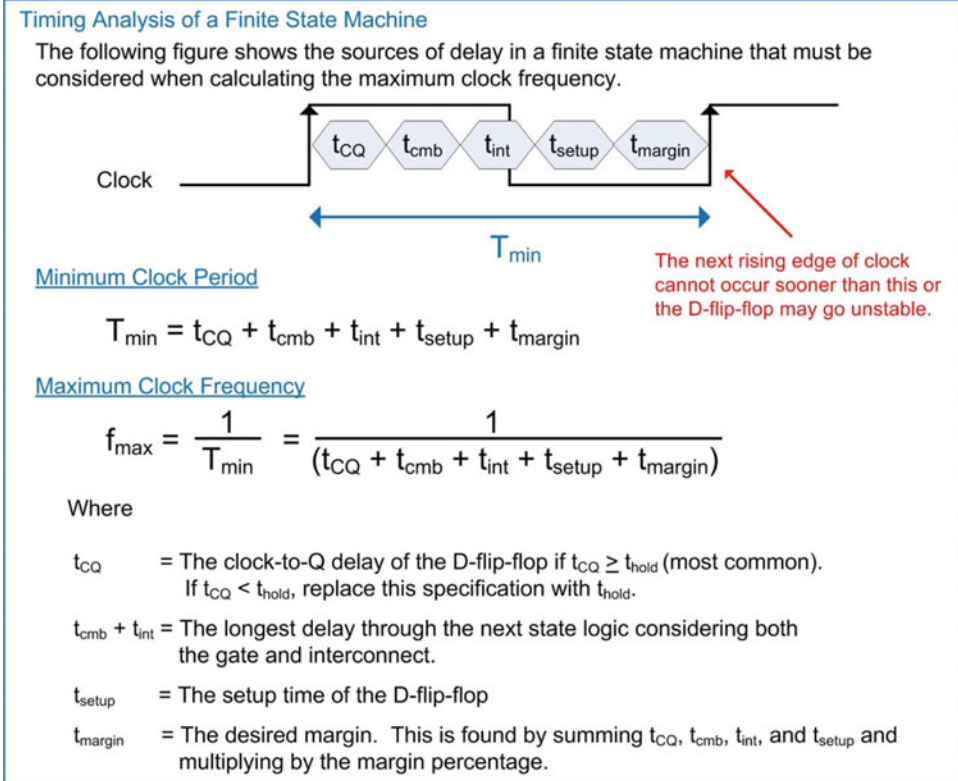 Timing Analysis of a Finite State Machine
The following figure shows the sources of delay in a finite state machine that must be
considered when calculating the maximum clock frequency.
tCQ tcmb tint tsetup tmargin
Clock
Tmin
The next rising edge of clock
cannot occur sooner than this or
the D-flip-flop may go unstable.
Minimum Clock Period
Tmin = tCQ + tcmb + tint + tsetup + tmargin
Maximum Clock Frequency
fmax = 1 / Tmin = 1 / (tCQ + tcmb + tint + tsetup + tmargin)
Where
tCQ = The clock-to-Q delay of the D-flip-flop if tCQ ≥ thold (most common).
If tCQ < thold, replace this specification with thold.
tcmb + tint = The longest delay through the next state logic considering both
the gate and interconnect.
tsetup = The setup time of the D-flip-flop
tmargin = The desired margin. This is found by summing tCQ, tcmb, tint, and tsetup and
multiplying by the margin percentage.